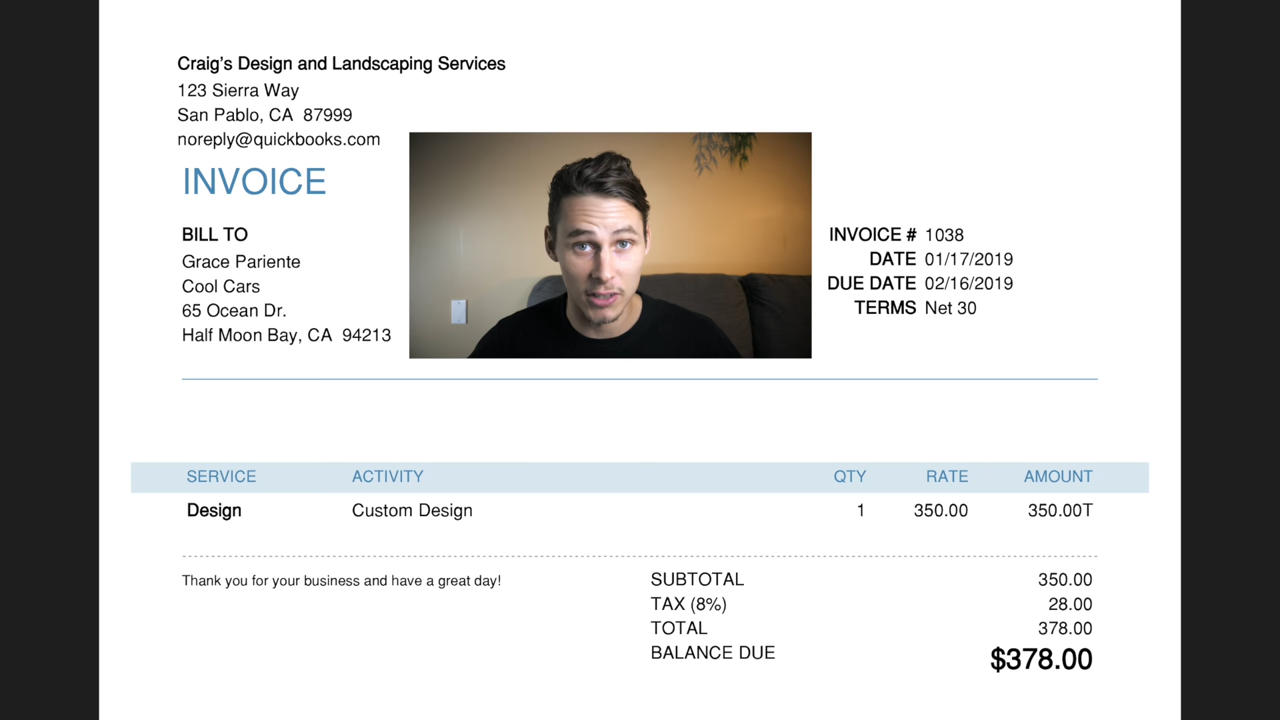 Craig's Design and Landscaping Services
123 Sierra Way
San Pablo, CA 87999
noreply@quickbooks.com
INVOICE
BILL TO
Grace Pariente
Cool Cars
65 Ocean Dr.
Half Moon Bay, CA 94213
INVOICE # 1038
DATE 01/17/2019
DUE DATE 02/16/2019
TERMS Net 30
SERVICE ACTIVITY QTY RATE AMOUNT
Design Custom Design 1 350.00 350.00T
Thank you for your business and have a great day!
SUBTOTAL 350.00
TAX (8%) 28.00
TOTAL 378.00
BALANCE DUE $378.00